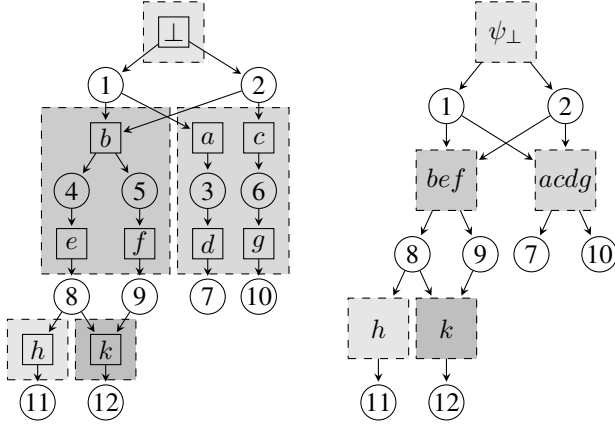 ⊥ ψ⊥
1 2 1 2
b a c
bef acdg
4 5 3 6
e f d g
8 9 7 10
8 9 7 10
h k
h k
11 12
11 12